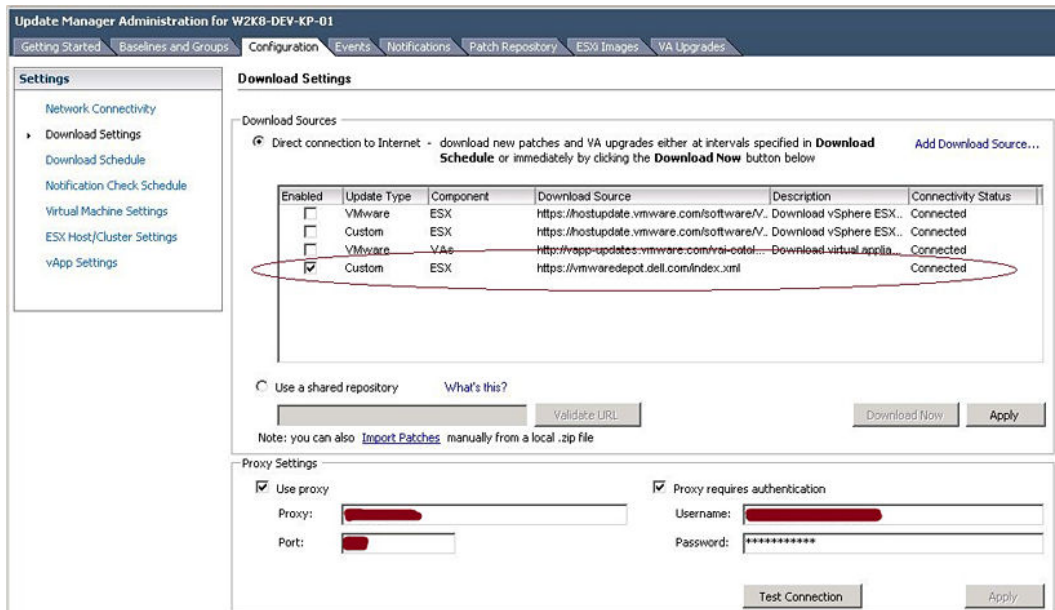 Update Manager Administration for W2K8-DEV-KP-01
Getting Started Baselines and Groups Configuration Events Notifications Patch Repository ESXi Images VA Upgrades
Settings
Network Connectivity
Download Settings
Download Schedule
Notification Check Schedule
Virtual Machine Settings
ESX Host/Cluster Settings
vApp Settings
Download Settings
Download Sources
Direct connection to Internet - download new patches and VA upgrades either at intervals specified in Download
Schedule or immediately by clicking the Download Now button below
Add Download Source...
Enabled Update Type Component Download Source Description Connectivity Status
VMware ESX https://hostupdate.vmware.com/software/V.. Download vSphere ESX... Connected
Custom ESX https://hostupdate.vmware.com/software/V.. Download vSphere ESX... Connected
VMware VAs http://vapp-updates.vmware.com/vai-catal... Download virtual applia... Connected
Custom ESX https://vmwaredepot.dell.com/index.xml Connected
Use a shared repository What's this?
Validate URL Download Now Apply
Note: you can also Import Patches manually from a local .zip file
Proxy Settings
Use proxy Proxy requires authentication
Proxy: Username:
Port: Password: ***********
Test Connection Apply